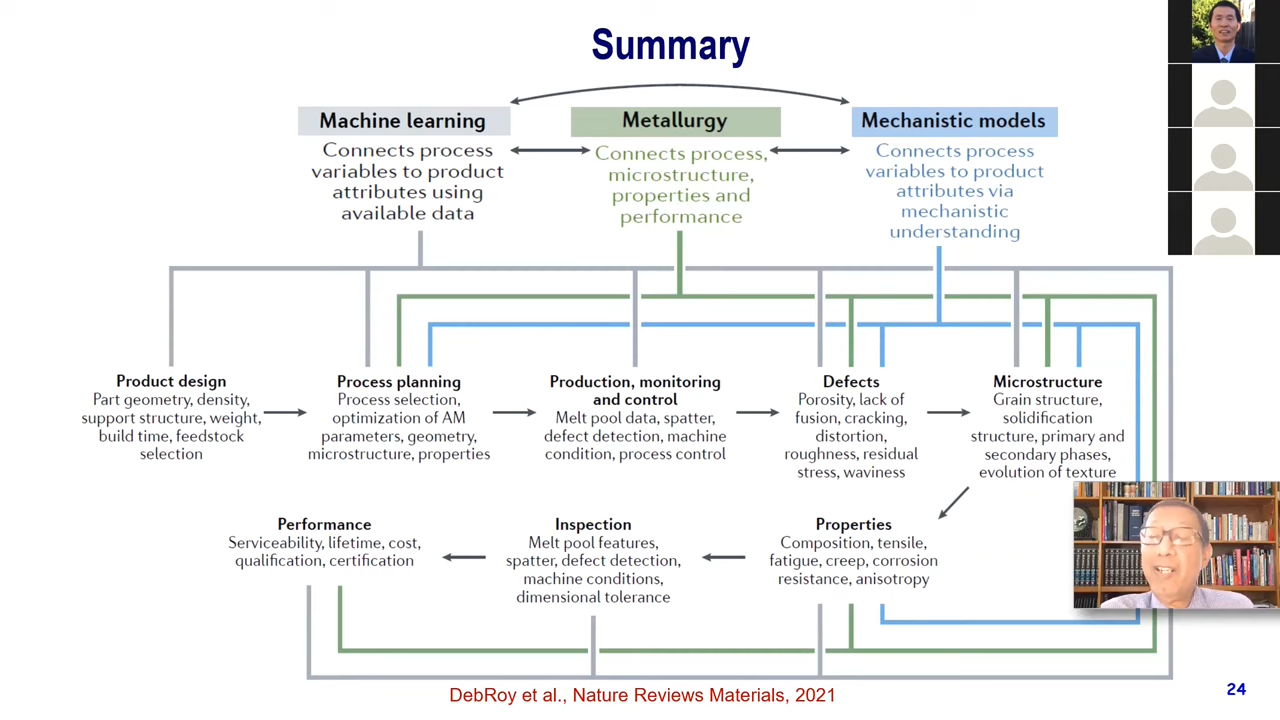 Summary
Machine learning
Connects process
variables to product
attributes using
available data
Metallurgy
Connects process,
microstructure,
properties and
performance
Mechanistic models
Connects process
variables to product
attributes via
mechanistic
understanding
Product design
Part geometry, density,
support structure, weight,
build time, feedstock
selection
Process planning
Process selection,
optimization of AM
parameters, geometry,
microstructure, properties
Production, monitoring
and control
Melt pool data, spatter,
defect detection, machine
condition, process control
Defects
Porosity, lack of
fusion, cracking,
distortion,
roughness, residual
stress, waviness
Microstructure
Grain structure,
solidification
structure, primary and
secondary phases,
evolution of texture
Performance
Serviceability, lifetime, cost,
qualification, certification
Inspection
Melt pool features,
spatter, defect detection,
machine conditions,
dimensional tolerance
Properties
Composition, tensile,
fatigue, creep, corrosion
resistance, anisotropy
DebRoy et al., Nature Reviews Materials, 2021
24